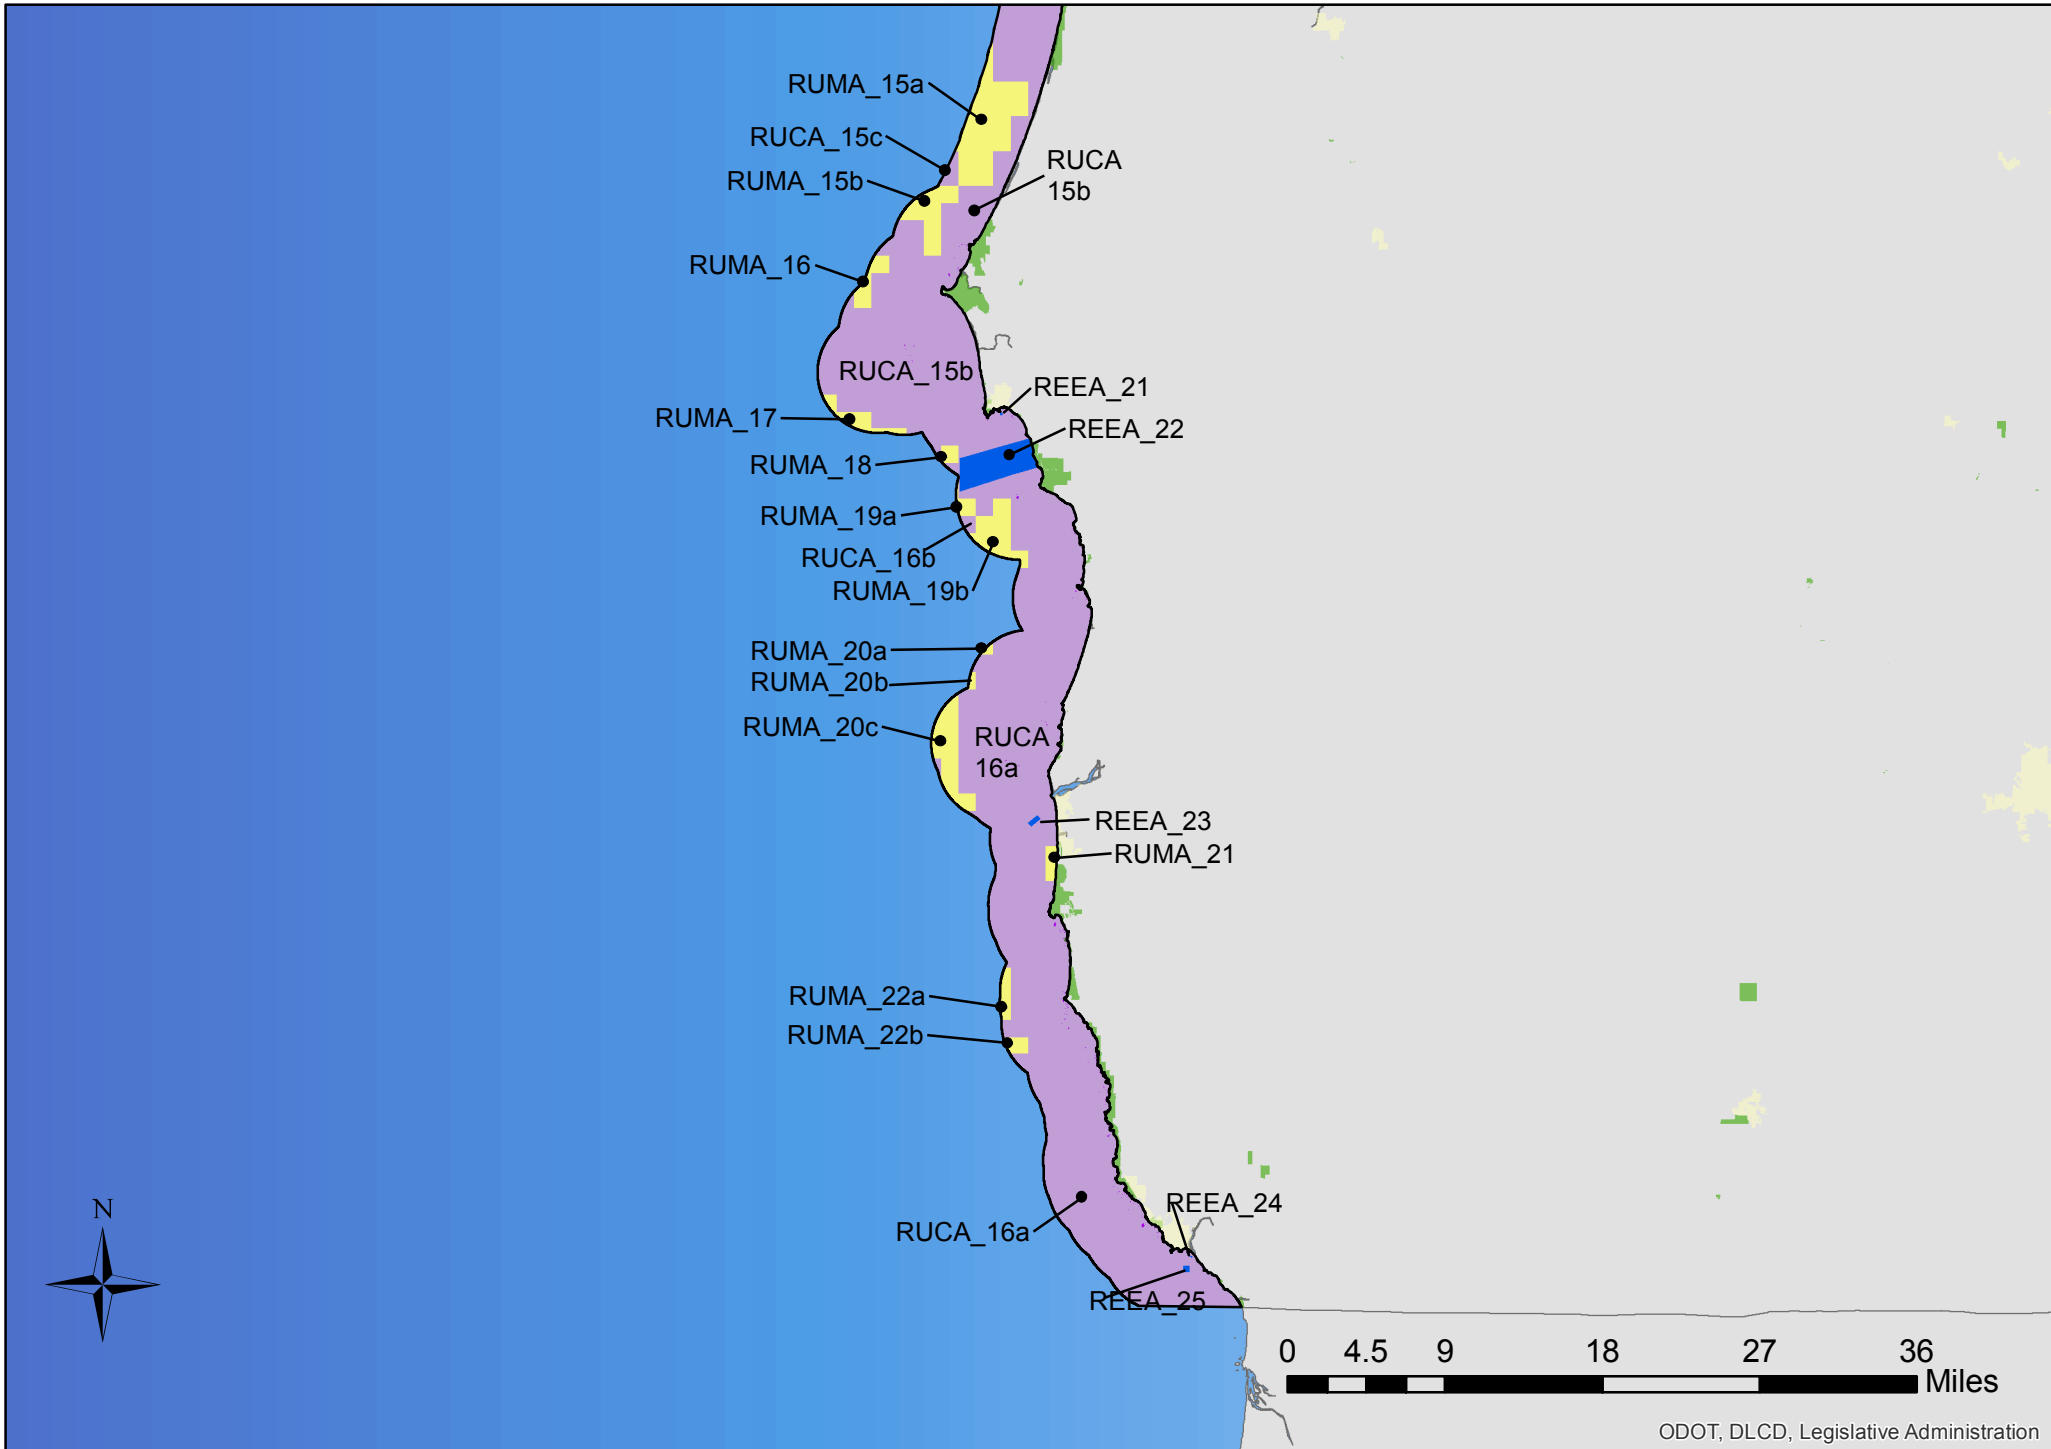 RUMA_15a
RUCA_15c
RUCA
15b
RUMA_15b
RUMA_16
RUCA_15b
REEA_21
RUMA_17
REEA_22
RUMA_18
RUMA_19a
RUCA_16b
RUMA_19b
RUMA_20a
RUMA_20b
RUMA_20c
RUCA
16a
REEA_23
RUMA_21
RUMA_22a
RUMA_22b
REEA_24
N
RUCA_16a
REEA_25
0 4.5 9 18 27 36
Miles
ODOT, DLCD, Legislative Administration